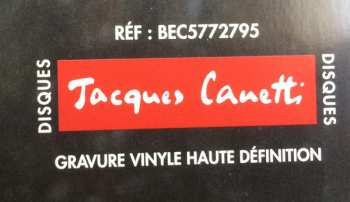 RÉF : BEC5772795
DISQUES
Jacques Canetti
DISQUES
GRAVURE VINYLE HAUTE DÉFINITION